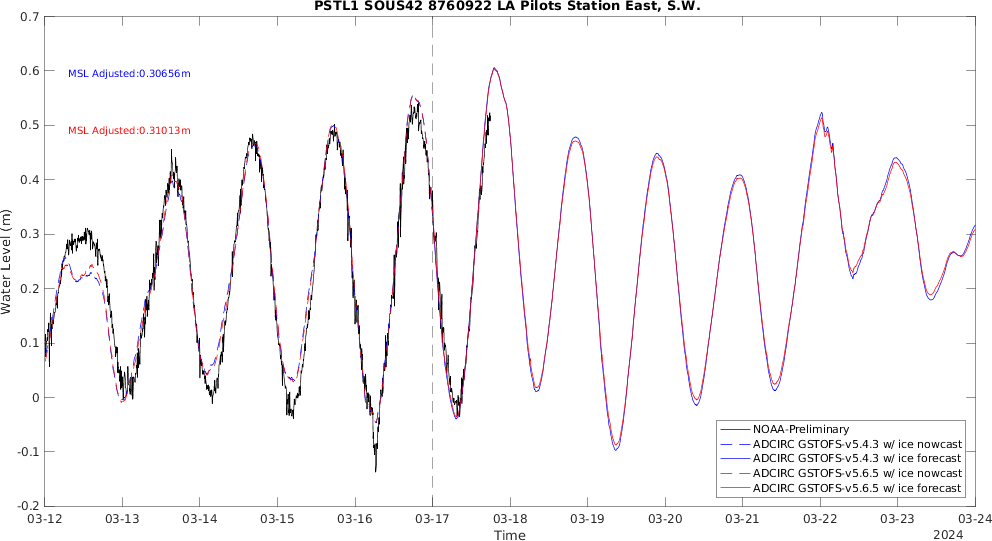 PSTL1 SOUS42 8760922 LA Pilots Station East, S.W.
0.7
0.6
0.5
0.4
0.3
0.2
0.1
0
-0.1
-0.2
Water Level (m)
MSL Adjusted:0.30656m
MSL Adjusted:0.31013m
NOAA-Preliminary
ADCIRC GSTOFS-v5.4.3 w/ ice nowcast
ADCIRC GSTOFS-v5.4.3 w/ ice forecast
ADCIRC GSTOFS-v5.6.5 w/ ice nowcast
ADCIRC GSTOFS-v5.6.5 w/ ice forecast
03-12 03-13 03-14 03-15 03-16 03-17 03-18 03-19 03-20 03-21 03-22 03-23 03-24
Time
2024